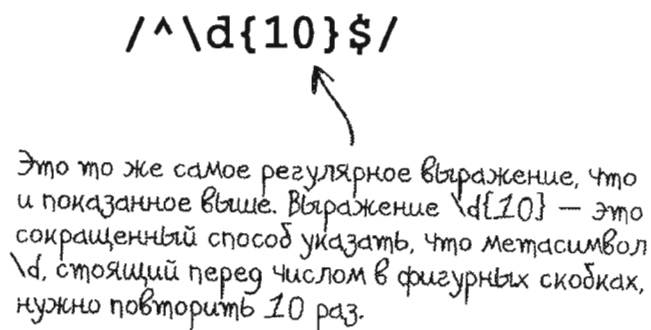 /^\d{10}$/
Это то же самое регулярное выражение, что
и показанное выше. Выражение \d{10} — это
сокращенный способ указать, что метасимвол
\d, стоящий перед числом в фигурных скобках,
нужно повторить 10 раз.